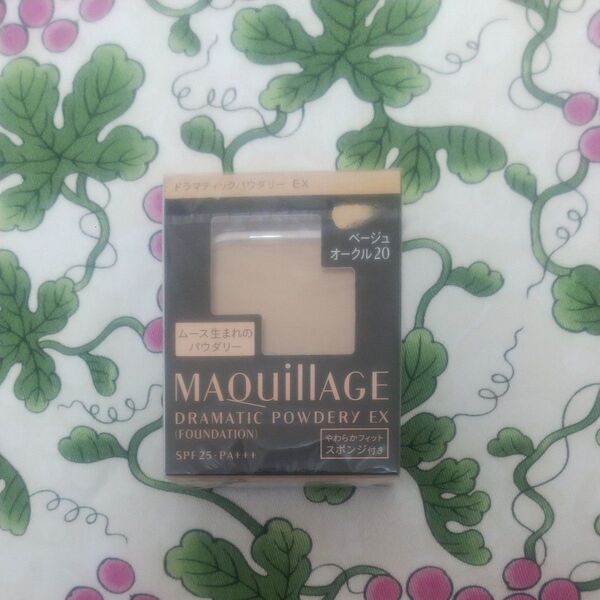 ドラマティックパウダリー EX
ベージュ
オークル20
ムース生まれの
パウダリー
MAQuillAGE
DRAMATIC POWDERY EX
(FOUNDATION)
SPF25・PA+++
やわらかフィット
スポンジ付き